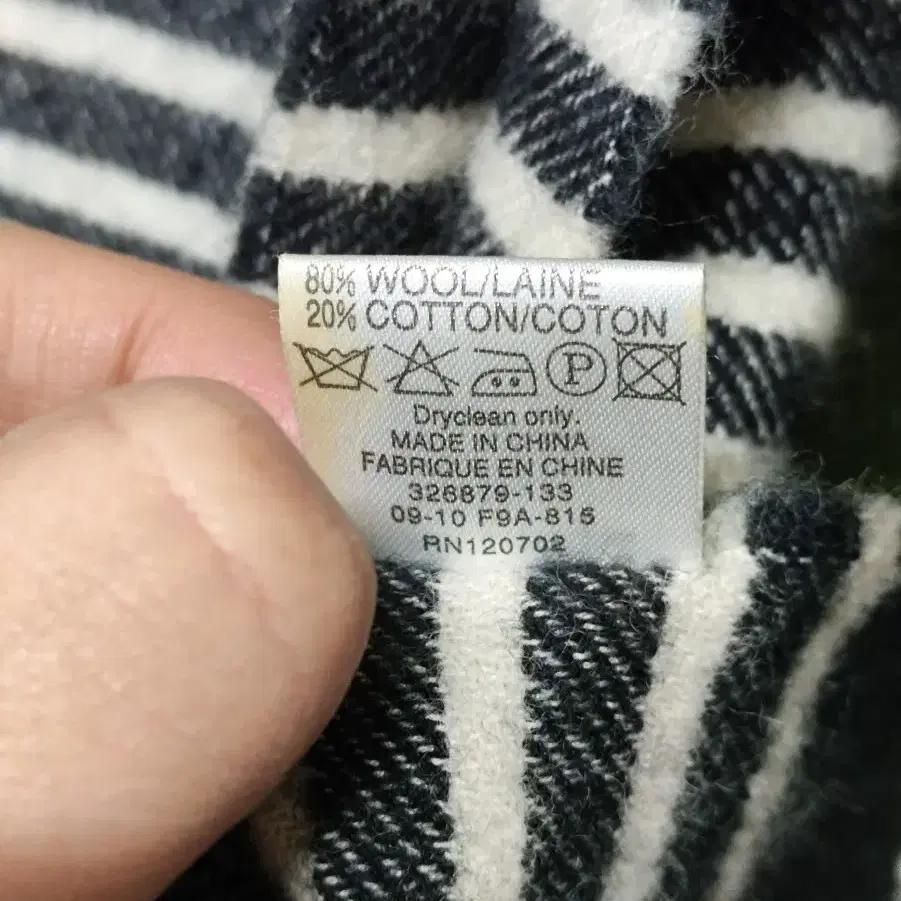 80% WOOL/LAINE
20% COTTON/COTON
P
Dryclean only.
MADE IN CHINA
FABRIQUE EN CHINE
326879-133
09-10 F9A-815
RN120702